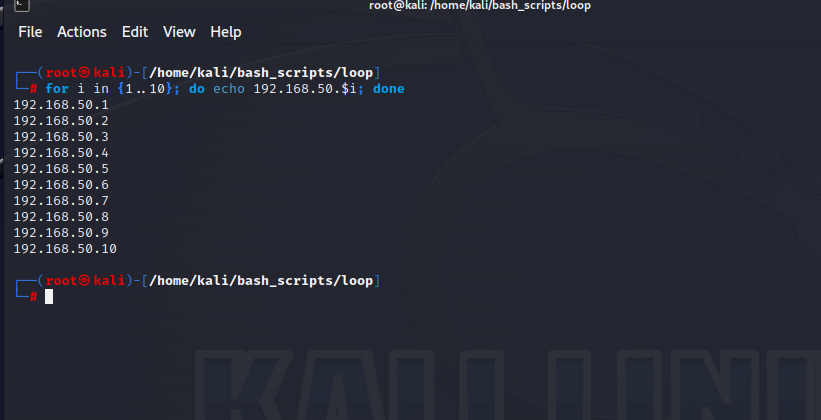 root@kali: /home/kali/bash_scripts/loop
File Actions Edit View Help
┌──(root㉿kali)-[/home/kali/bash_scripts/loop]
└─# for i in {1..10}; do echo 192.168.50.$i; done
192.168.50.1
192.168.50.2
192.168.50.3
192.168.50.4
192.168.50.5
192.168.50.6
192.168.50.7
192.168.50.8
192.168.50.9
192.168.50.10
┌──(root㉿kali)-[/home/kali/bash_scripts/loop]
└─#
KALI